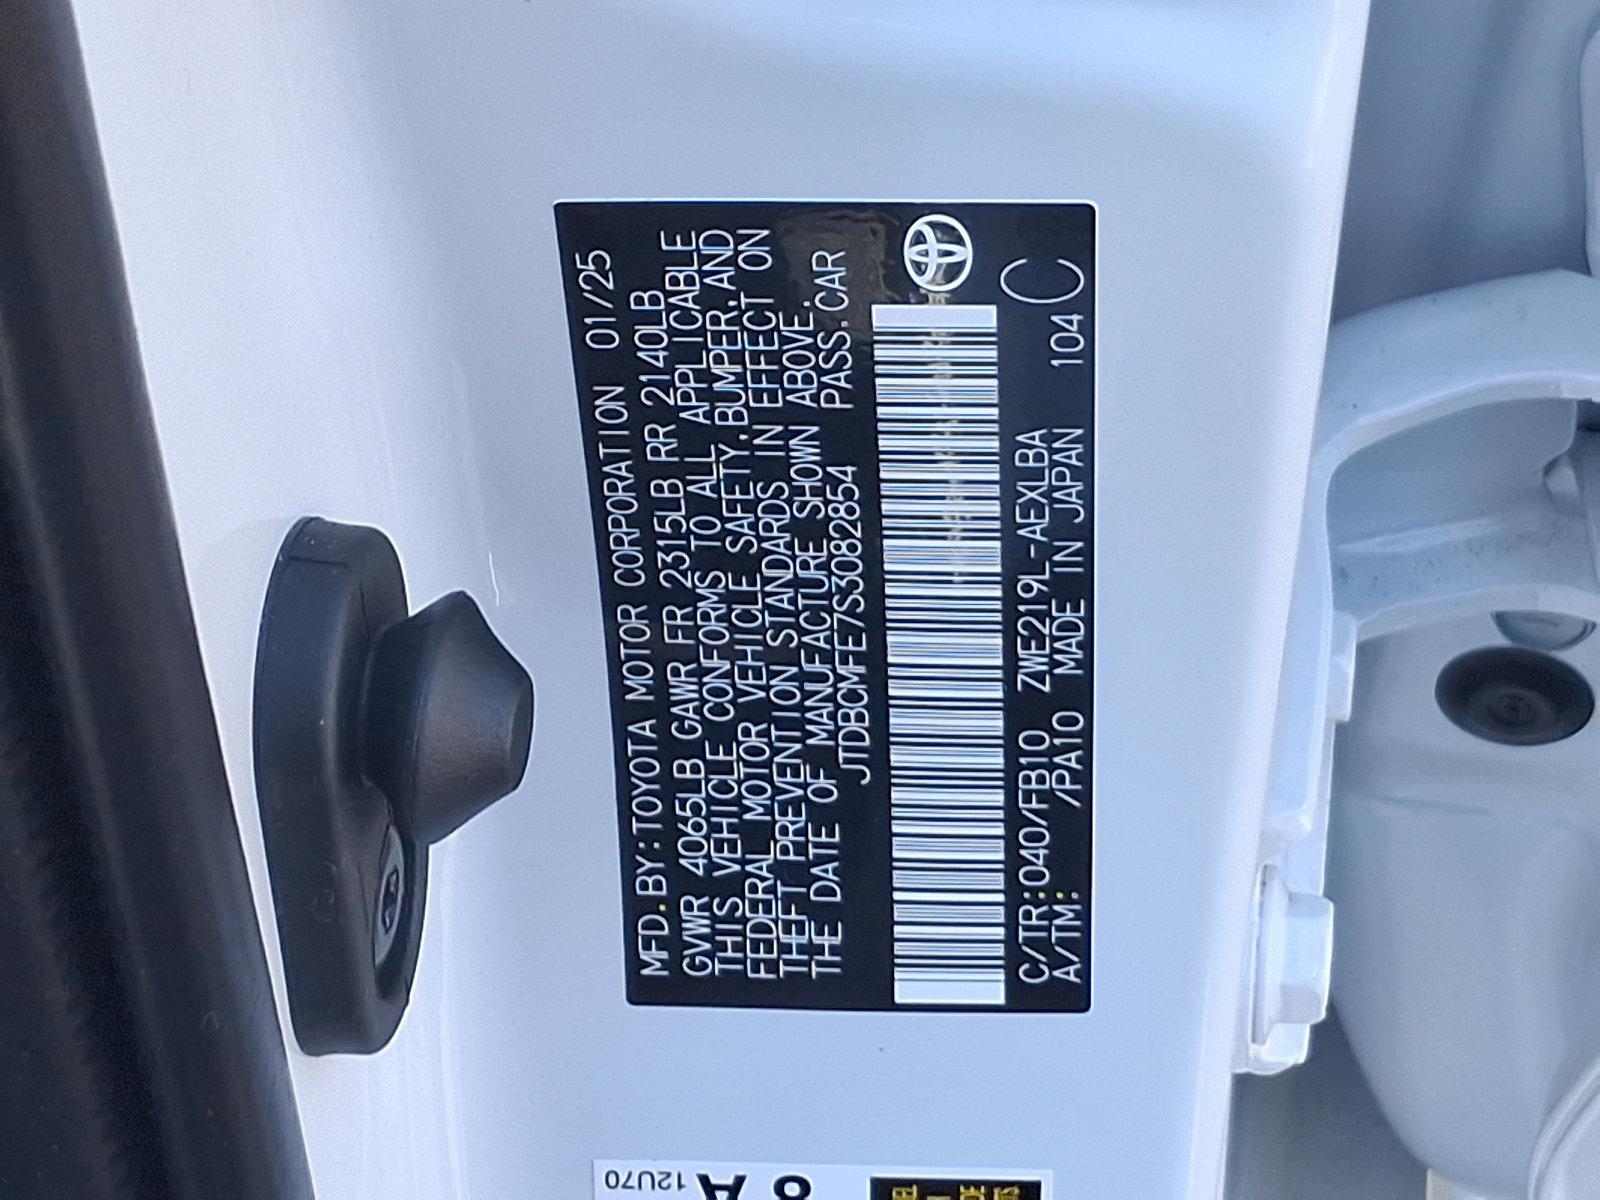 MFD.BY:TOYOTA MOTOR CORPORATION 01/25
GVWR 4065LB GAWR FR 2315LB RR 2140LB
THIS VEHICLE CONFORMS TO ALL APPLICABLE
FEDERAL MOTOR VEHICLE SAFETY,BUMPER,AND
THEFT PREVENTION STANDARDS IN EFFECT ON
THE DATE OF MANUFACTURE SHOWN ABOVE.
JTDBCMFE7S3082854 PASS.CAR
C/TR:040/FB10 ZWE219L-AEXLBA 104 C
A/TM: /PA10 MADE IN JAPAN
12U70
8 A